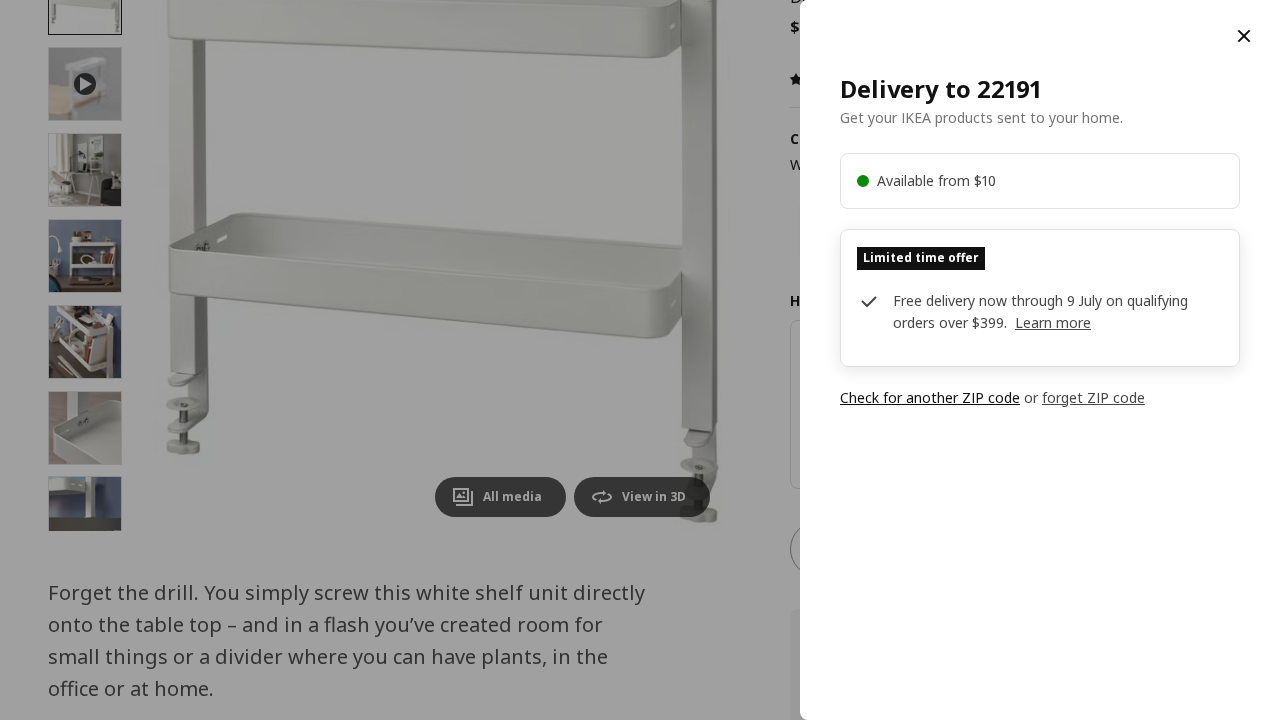 Delivery to 22191
Get your IKEA products sent to your home.
Available from $10
Limited time offer
Free delivery now through 9 July on qualifying
orders over $399. Learn more
Check for another ZIP code or forget ZIP code
$
C
W
H
All media
View in 3D
Forget the drill. You simply screw this white shelf unit directly
onto the table top – and in a flash you’ve created room for
small things or a divider where you can have plants, in the
office or at home.